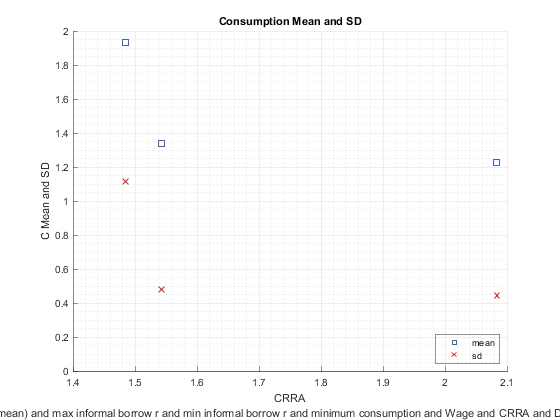 Consumption Mean and SD
2
1.8
1.6
1.4
1.2
1
0.8
0.6
0.4
0.2
0
C Mean and SD
mean
sd
1.4 1.5 1.6 1.7 1.8 1.9 2 2.1
CRRA
mean) and max informal borrow r and min informal borrow r and minimum consumption and Wage and CRRA and